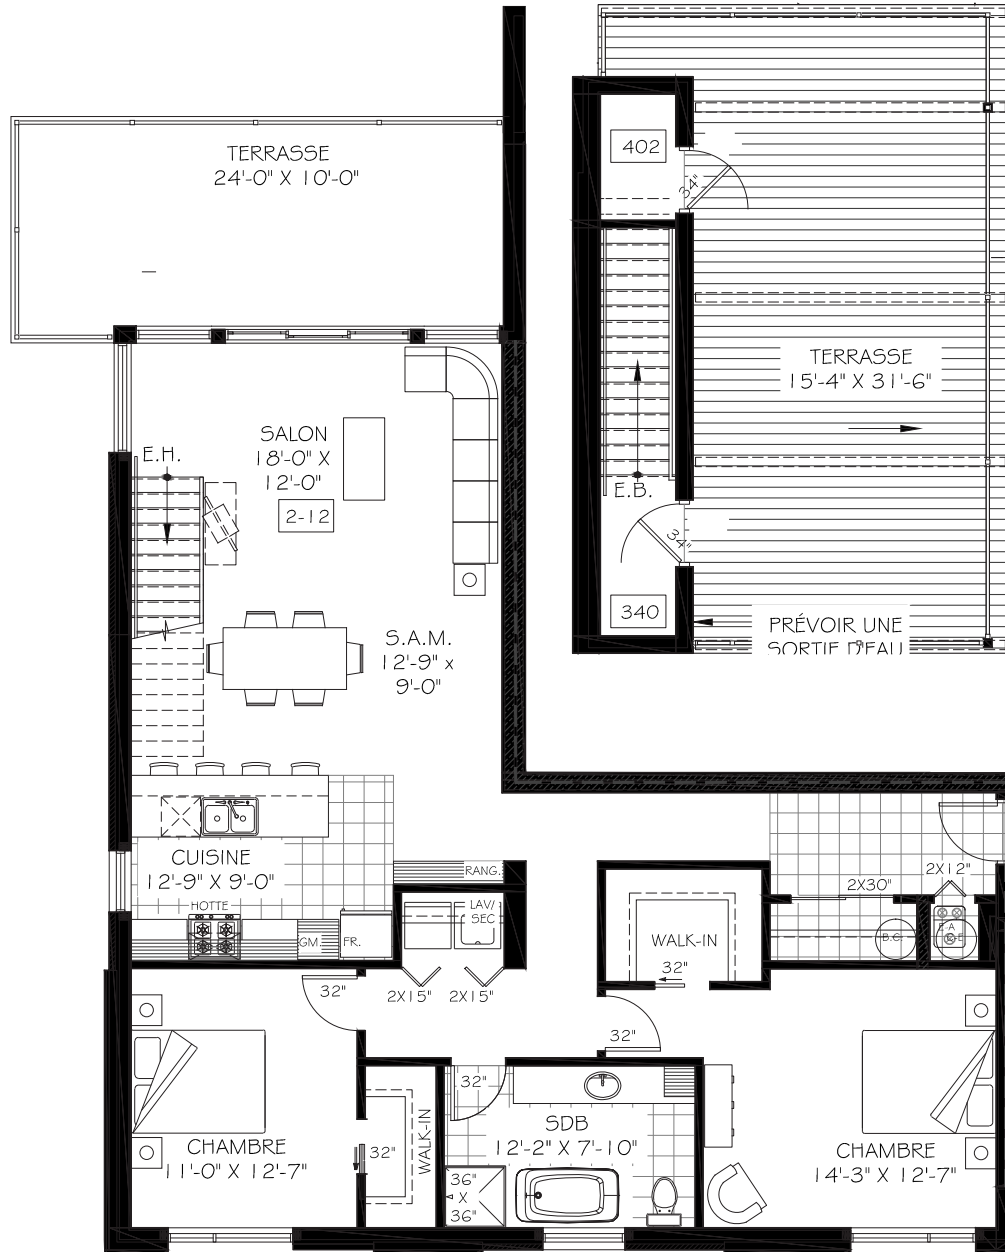 TERRASSE
24'-0" X 10'-0"
402
34"
TERRASSE
15'-4" X 31'-6"
E.B.
34"
340
PRÉVOIR UNE
SORTIE D'EAU
SALON
18'-0" X
12'-0"
2-12
E.H.
S.A.M.
12'-9" x
9'-0"
CUISINE
12'-9" X 9'-0"
HOTTE
GM.
FR.
RANG.
LAV/
SEC
2X15"
2X15"
WALK-IN
32"
2X30"
2X12"
B.C.
E-A
32"
32"
CHAMBRE
11'-0" X 12'-7"
32"
WALK-IN
32"
SDB
12'-2" X 7'-10"
36"
X
36"
CHAMBRE
14'-3" X 12'-7"